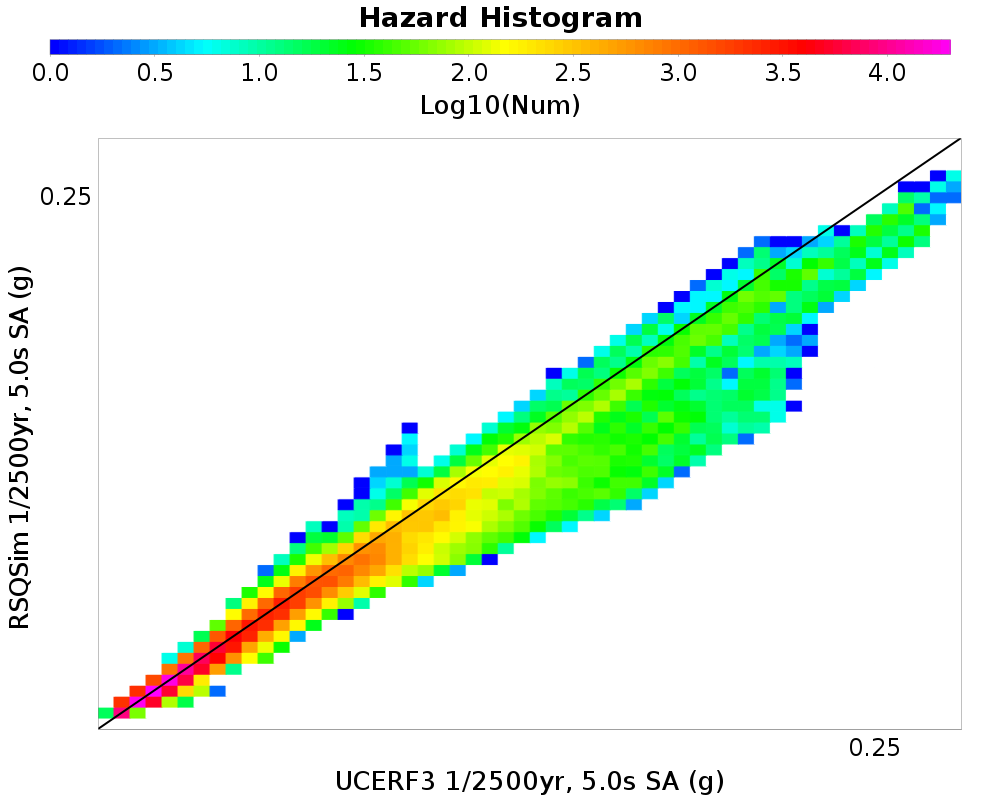 Hazard Histogram
0.0 0.5 1.0 1.5 2.0 2.5 3.0 3.5 4.0
Log10(Num)
0.25
RSQSim 1/2500yr, 5.0s SA (g)
0.25
UCERF3 1/2500yr, 5.0s SA (g)